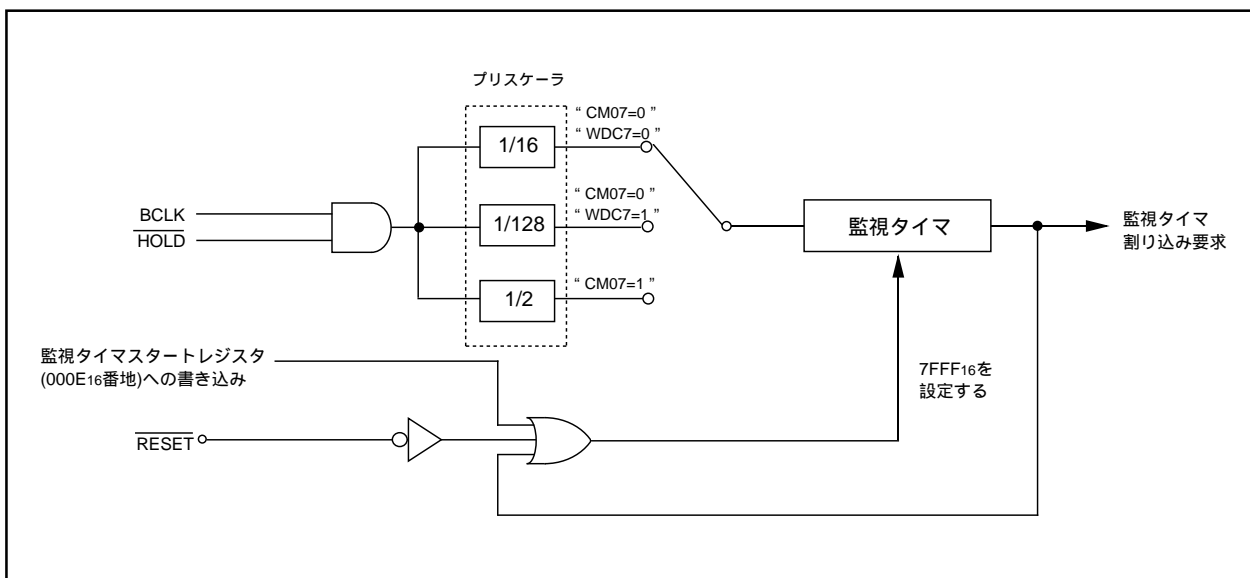 プリスケーラ
“ CM07=0 ”
“ WDC7=0 ”
1/16
“ CM07=0 ”
“ WDC7=1 ”
1/128
BCLK
HOLD
“ CM07=1 ”
1/2
監視タイマ
監視タイマ
割り込み要求
監視タイマスタートレジスタ
(000E16番地)への書き込み
7FFF16を
設定する
RESET